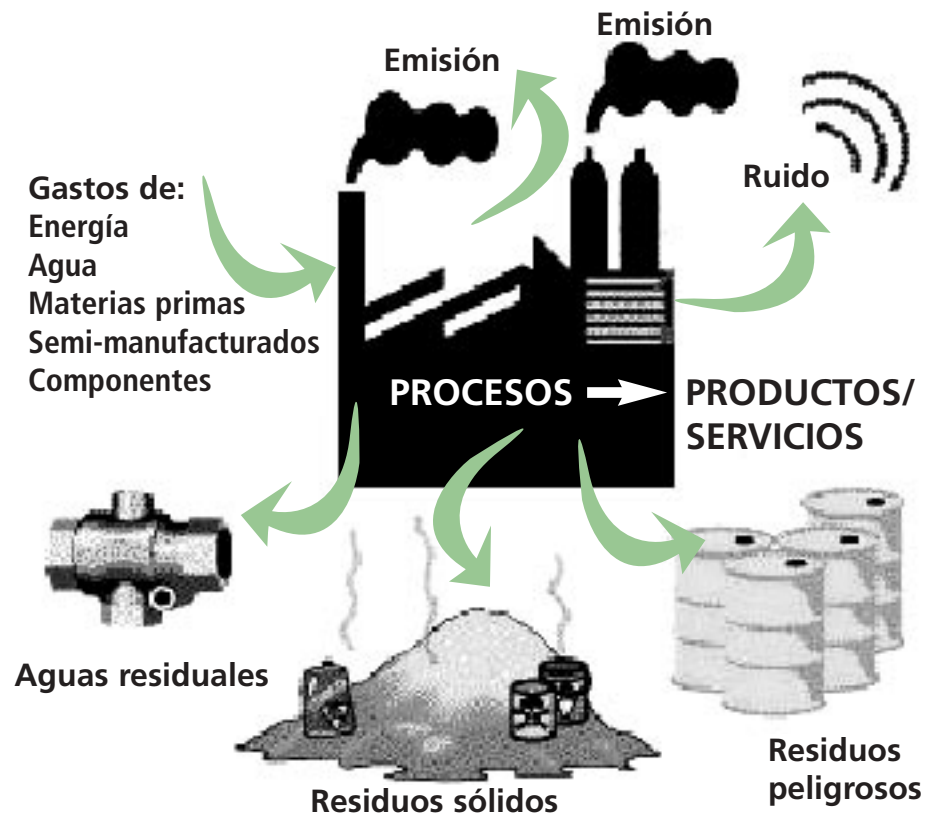 Emisión
Emisión
Ruido
Gastos de:
Energía
Agua
Materias primas
Semi-manufacturados
Componentes
PROCESOS
PRODUCTOS/
SERVICIOS
Aguas residuales
Residuos sólidos
Residuos
peligrosos